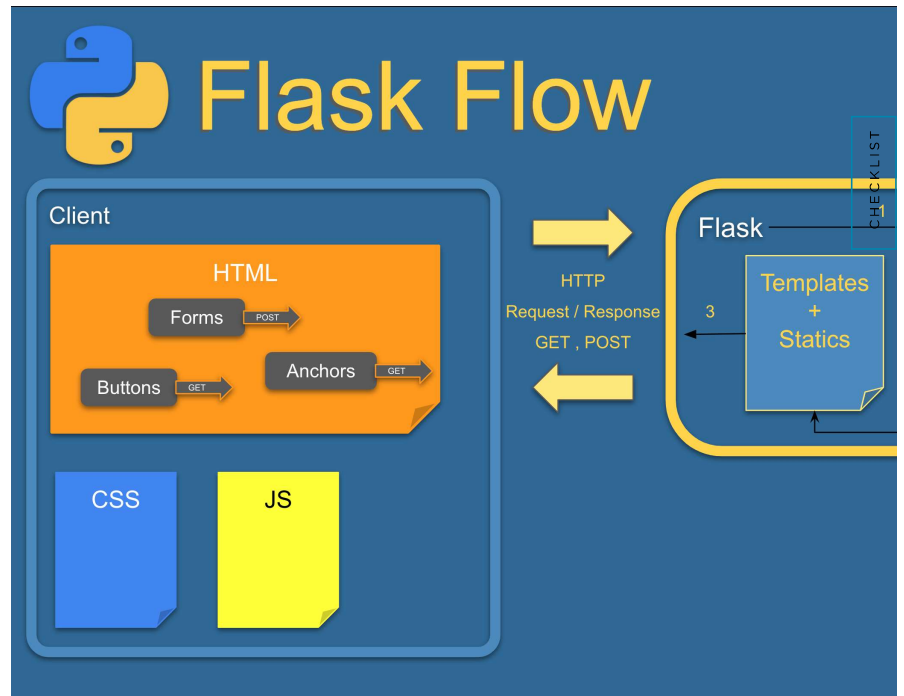 Flask Flow
Client
HTML
Forms
POST
Anchors
GET
Buttons
GET
CSS
JS
HTTP
Request / Response
GET , POST
CHECKLIST
1
Flask
3
Templates
+
Statics